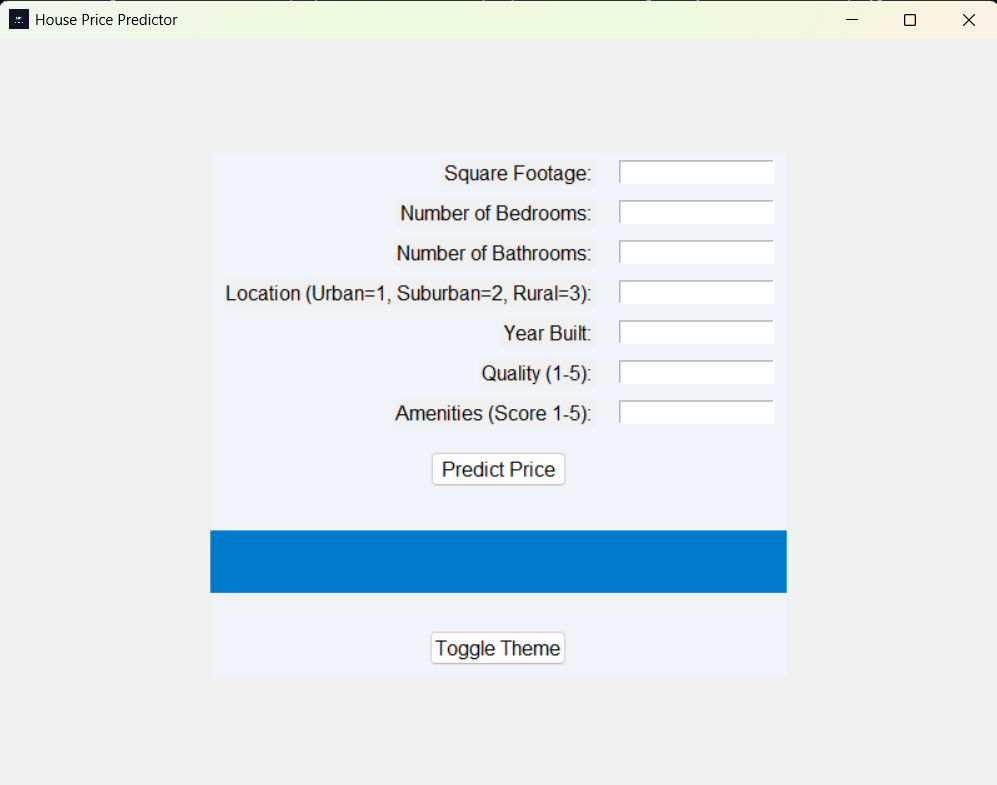 House Price Predictor
Square Footage:
Number of Bedrooms:
Number of Bathrooms:
Location (Urban=1, Suburban=2, Rural=3):
Year Built:
Quality (1-5):
Amenities (Score 1-5):
Predict Price
Toggle Theme